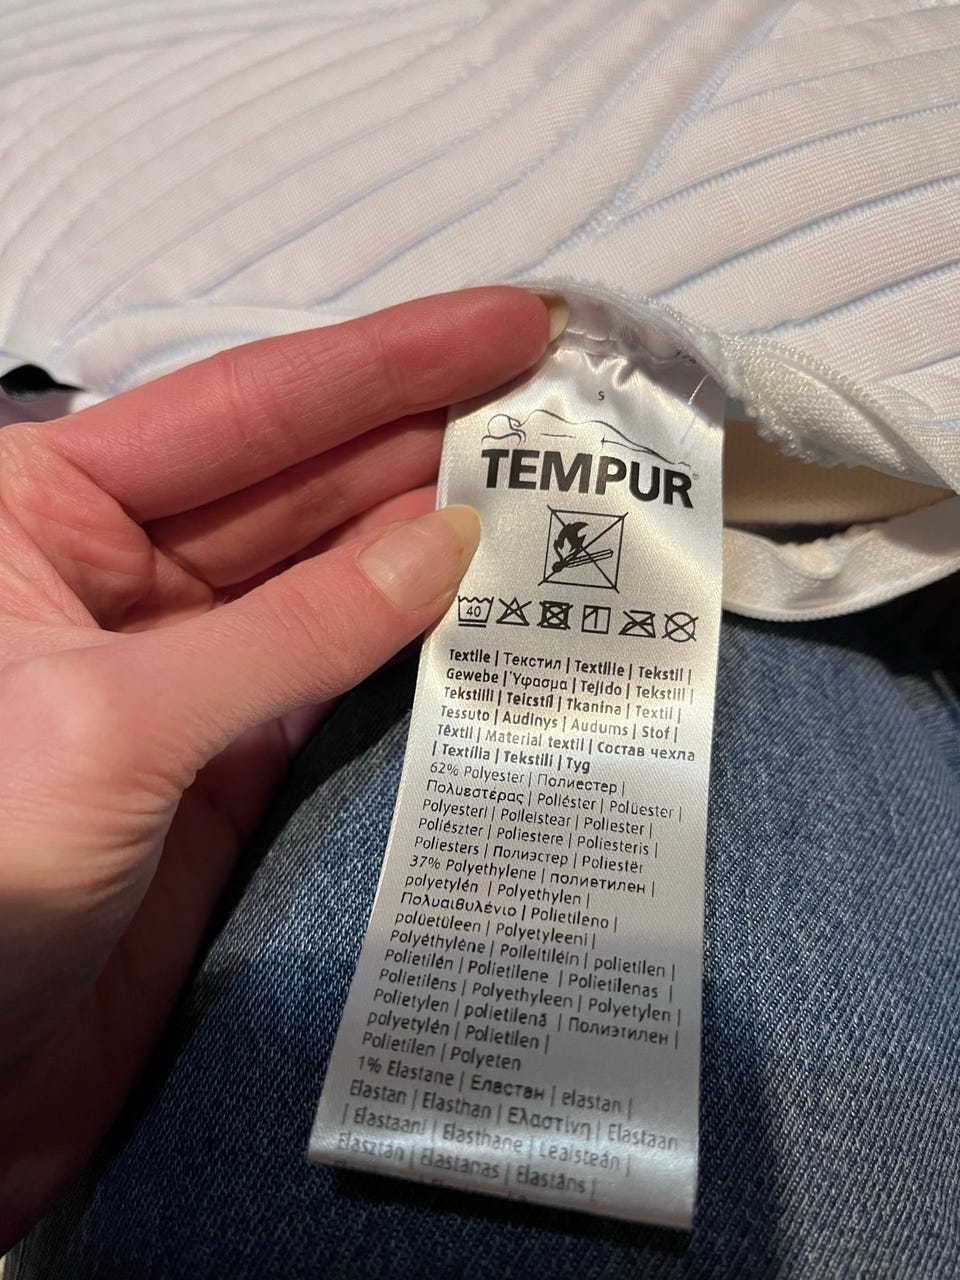 S
TEMPUR
40
Textile | Текстил | Textilie | Tekstil |
Gewebe | Ύφασμα | Tejido | Tekstiil |
Tekstiili | Teicstíl | Tkanina | Textil |
Tessuto | Audinys | Audums | Stof |
Têxtil | Material textil | Состав чехла
| Textília | Tekstili | Tyg
62% Polyester | Полиестер |
Πολυεστέρας | Poliéster | Polüester |
Polyesteri | Poileistear | Poliester |
Poliészter | Poliestere | Poliesteris |
Poliesters | Полиэстер | Poliestër
37% Polyethylene | полиетилен |
polyetylén | Polyethylen |
Πολυαιθυλένιο | Polietileno |
polüetüleen | Polyetyleeni |
Polyéthylène | Poileitiléin | polietilen |
Polietilén | Polietilene | Polietilenas |
Polietilēns | Polyethyleen | Polyetylen |
Polietylen | polietilenă | Полиэтилен |
polyetylén | Polietilen |
Polietilen | Polyeten
1% Elastane | Еластан | elastan |
Elastan | Elasthan | Ελαστίνη | Elastaan
| Elastaani | Elasthane | Leaisteán |
Elasztán | Elastanas | Elastāns |